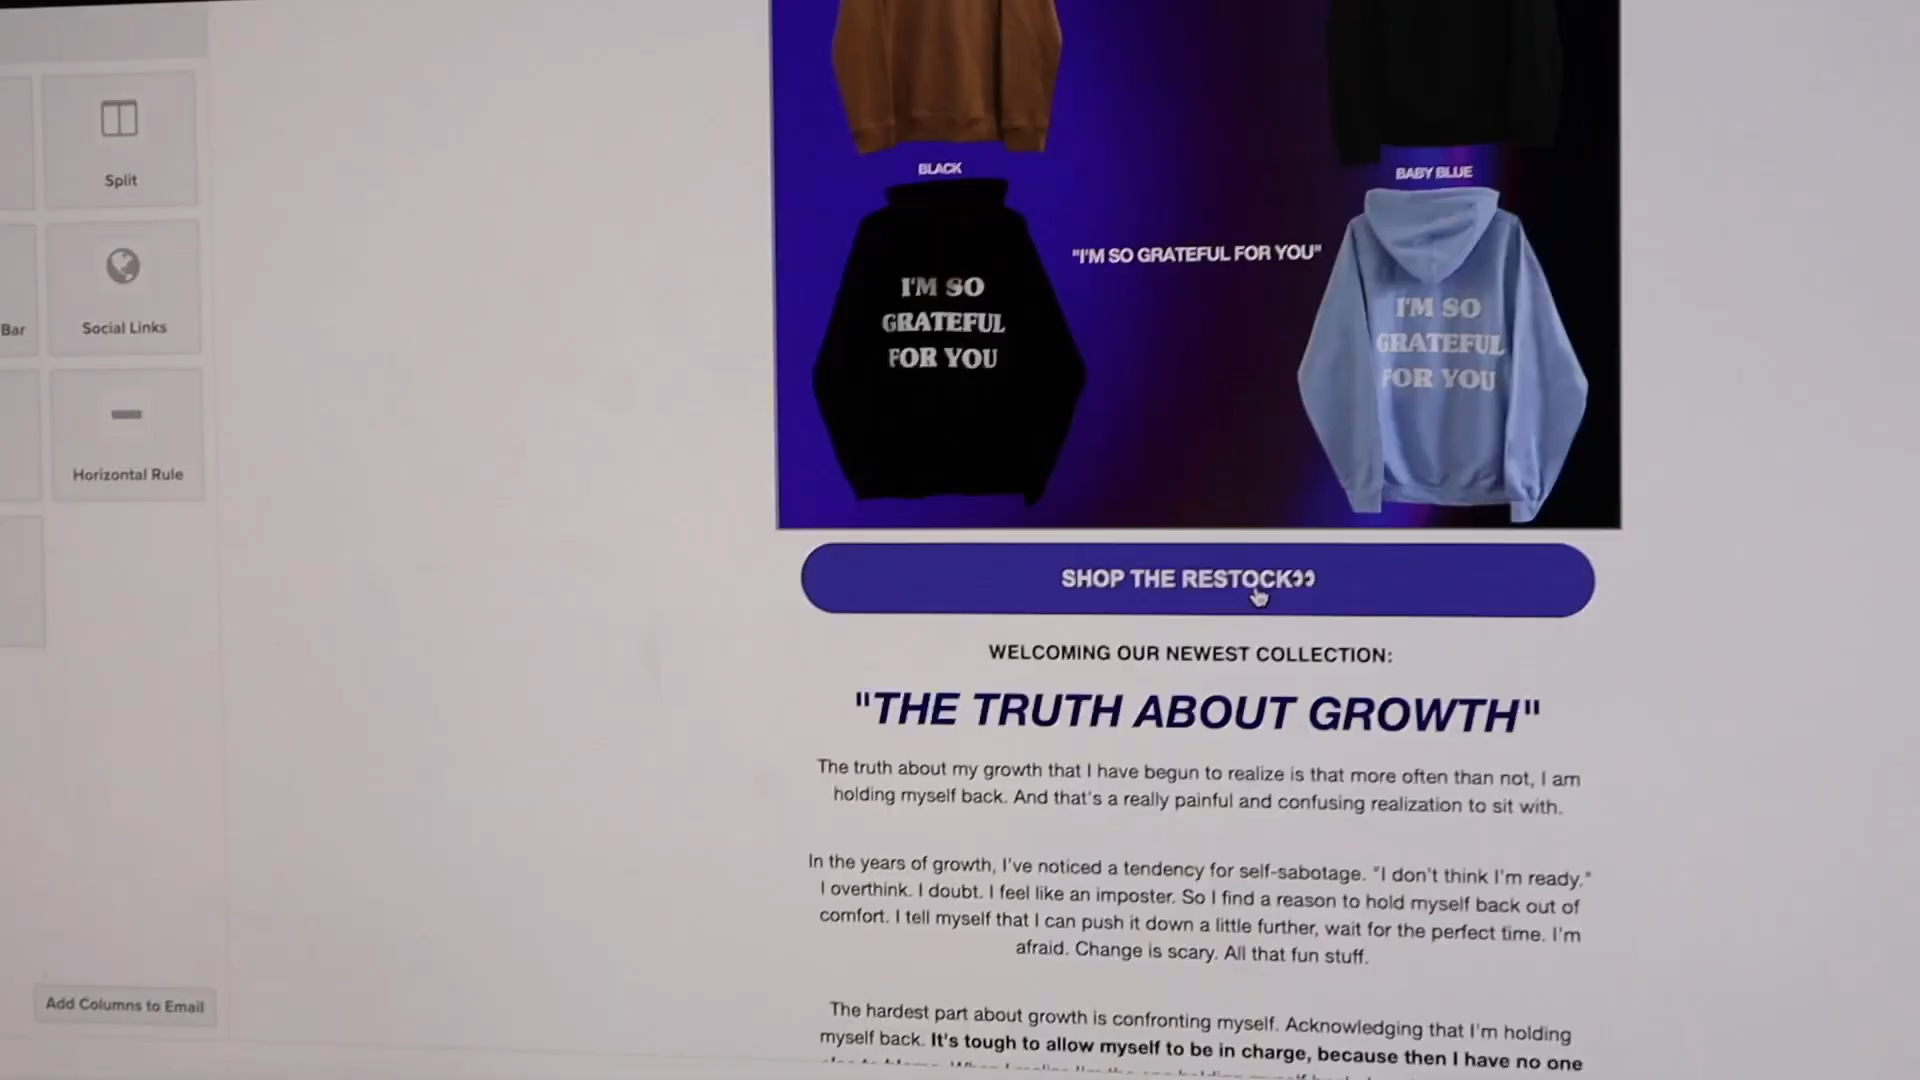 Split
Social Links
Bar
Horizontal Rule
Add Columns to Email
BLACK
BABY BLUE
"I'M SO GRATEFUL FOR YOU"
I'M SO
GRATEFUL
FOR YOU
I'M SO
GRATEFUL
FOR YOU
SHOP THE RESTOCK👀
WELCOMING OUR NEWEST COLLECTION:
"THE TRUTH ABOUT GROWTH"
The truth about my growth that I have begun to realize is that more often than not, I am
holding myself back. And that's a really painful and confusing realization to sit with.
In the years of growth, I've noticed a tendency for self-sabotage. "I don't think I'm ready."
I overthink. I doubt. I feel like an imposter. So I find a reason to hold myself back out of
comfort. I tell myself that I can push it down a little further, wait for the perfect time. I'm
afraid. Change is scary. All that fun stuff.
The hardest part about growth is confronting myself. Acknowledging that I'm holding
myself back. It's tough to allow myself to be in charge, because then I have no one